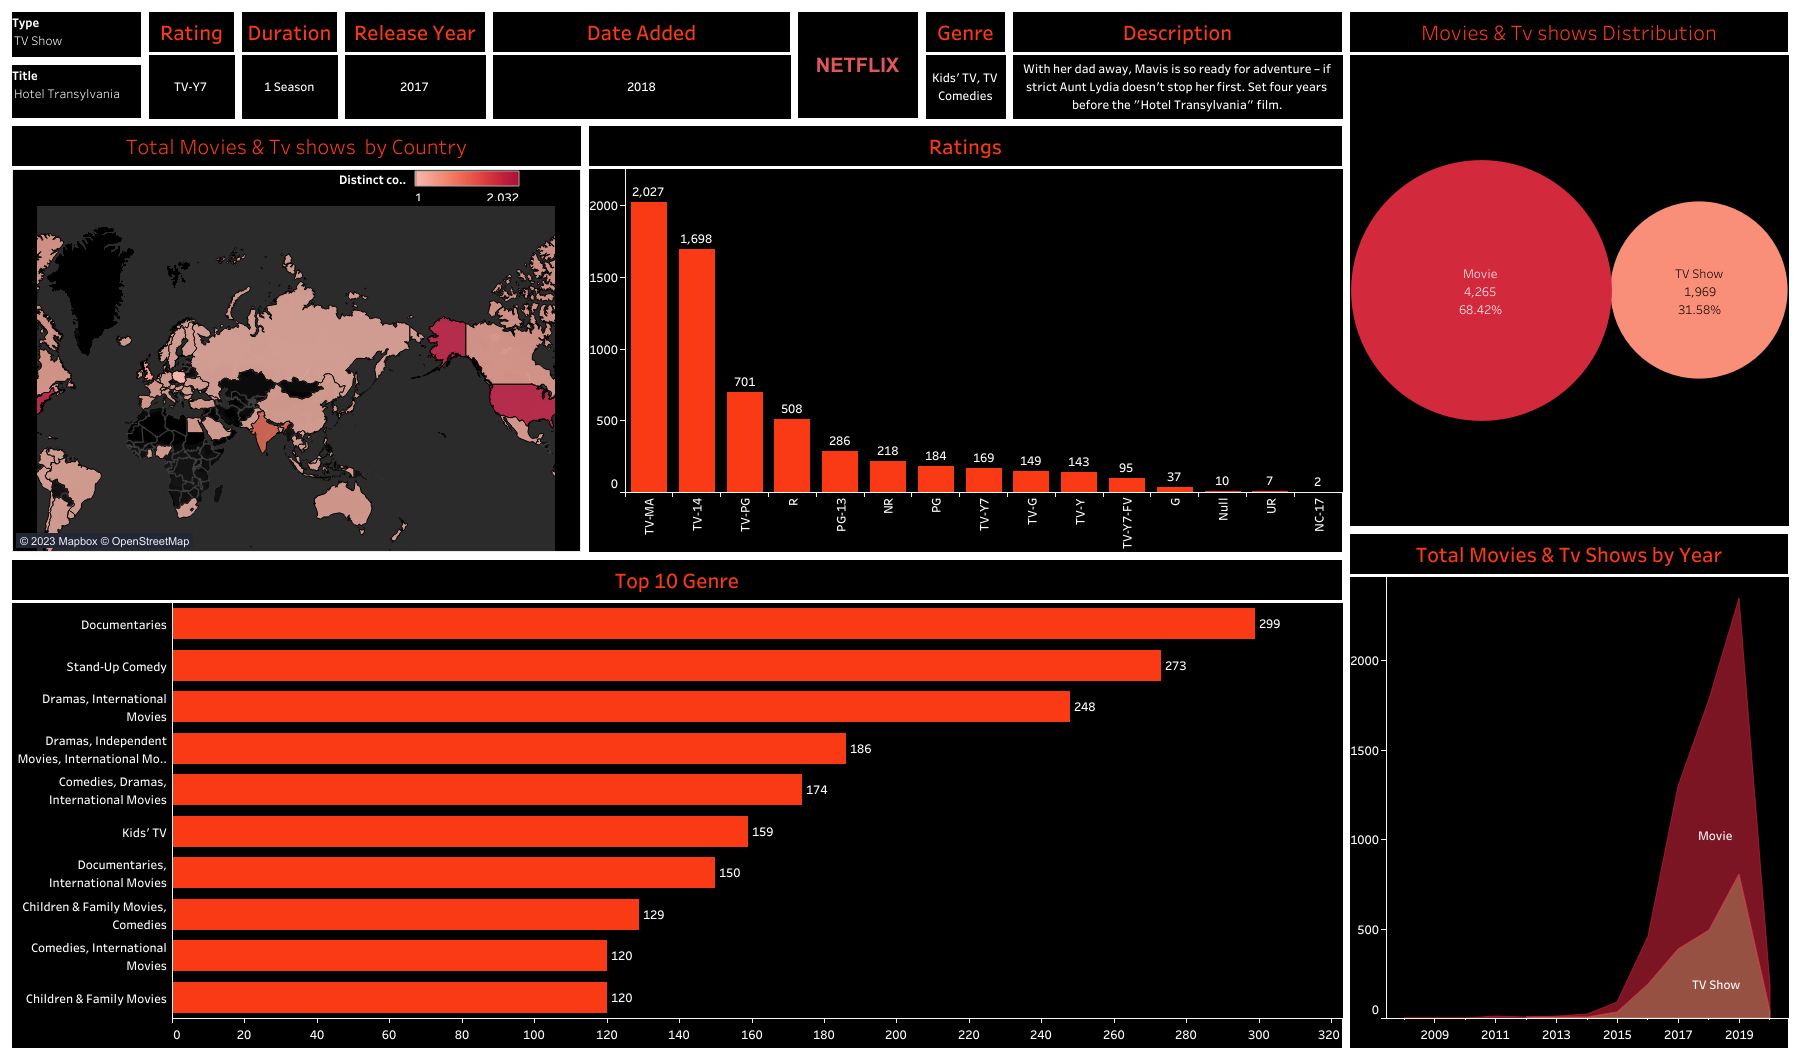 Type
TV Show
Title
Hotel Transylvania
Rating
TV-Y7
Duration
1 Season
Release Year
2017
Date Added
2018
NETFLIX
Genre
Kids' TV, TV
Comedies
Description
With her dad away, Mavis is so ready for adventure – if
strict Aunt Lydia doesn't stop her first. Set four years
before the "Hotel Transylvania" film.
Movies & Tv shows Distribution
Movie
4,265
68.42%
TV Show
1,969
31.58%
Total Movies & Tv shows by Country
Distinct co..
1
2,032
© 2023 Mapbox © OpenStreetMap
Ratings
2000
1500
1000
500
0
2,027
1,698
701
508
286
218
184
169
149
143
95
37
10
7
2
TV-MA
TV-14
TV-PG
R
PG-13
NR
PG
TV-Y7
TV-G
TV-Y
TV-Y7-FV
G
Null
UR
NC-17
Top 10 Genre
Documentaries
299
Stand-Up Comedy
273
Dramas, International
Movies
248
Dramas, Independent
Movies, International Mo..
186
Comedies, Dramas,
International Movies
174
Kids' TV
159
Documentaries,
International Movies
150
Children & Family Movies,
Comedies
129
Comedies, International
Movies
120
Children & Family Movies
120
0 20 40 60 80 100 120 140 160 180 200 220 240 260 280 300 320
Total Movies & Tv Shows by Year
2000
1500
1000
500
0
Movie
TV Show
2009 2011 2013 2015 2017 2019